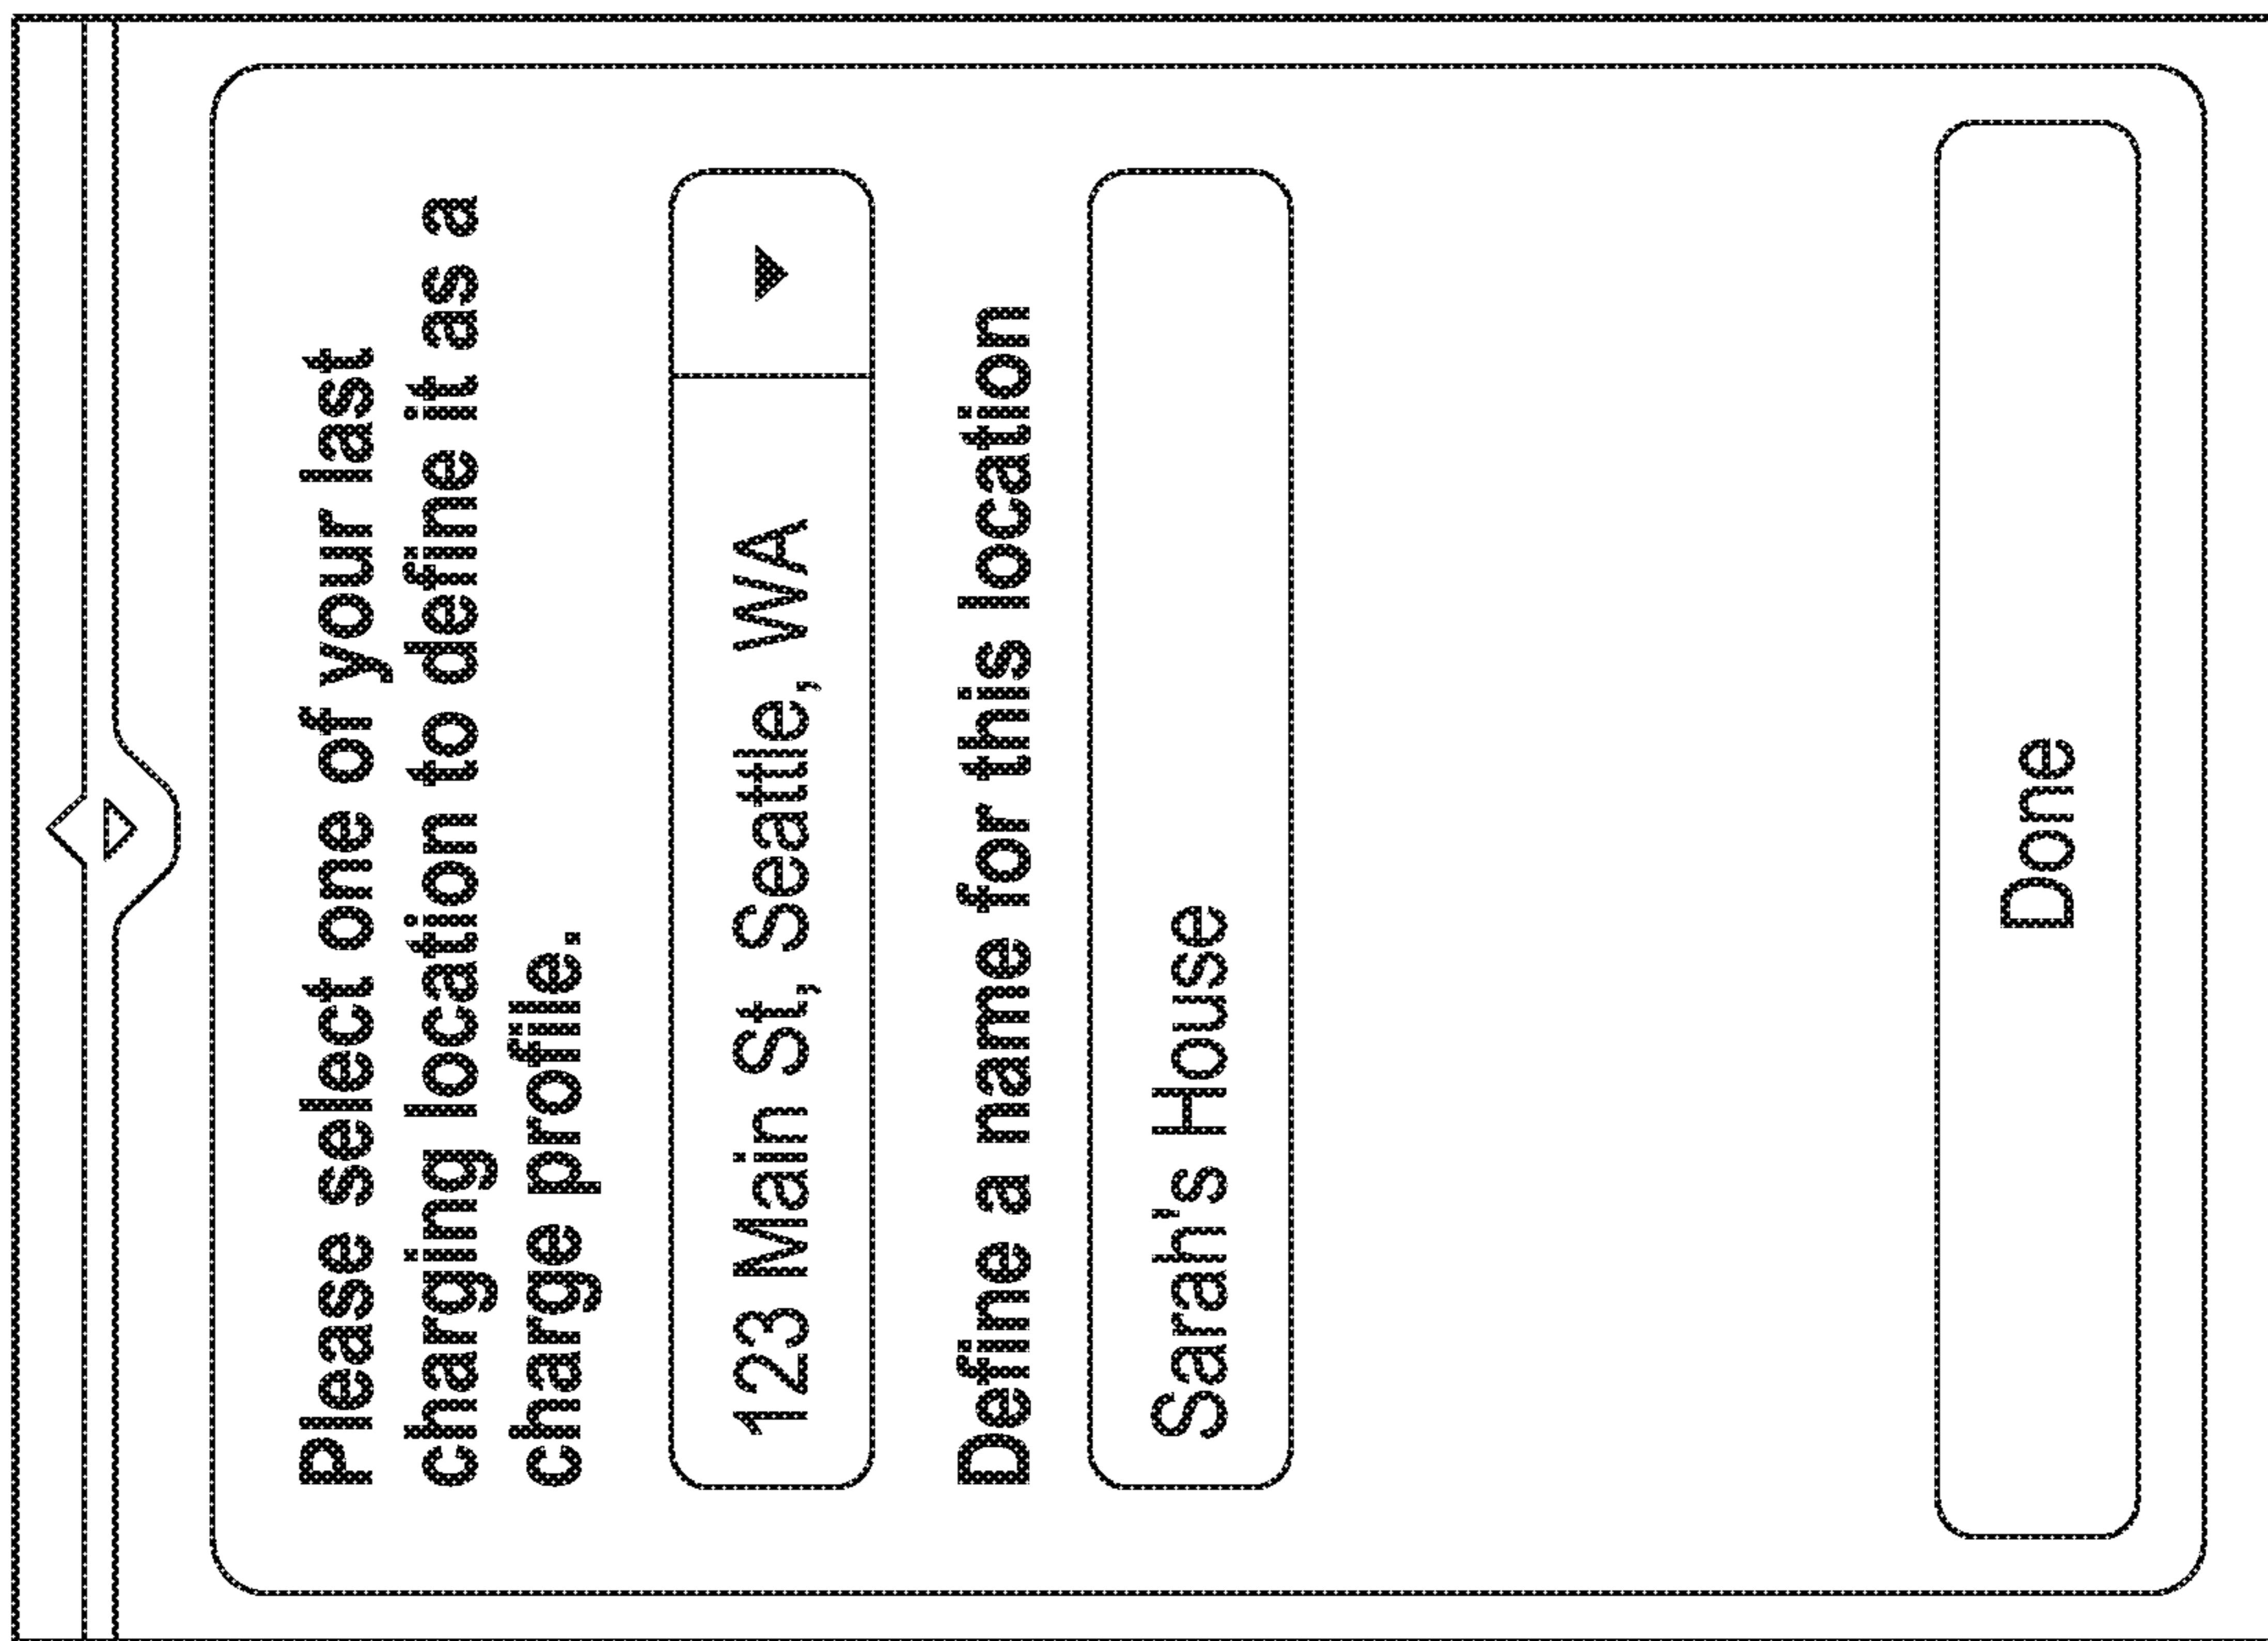 Please select one of your last
charging location to define it as a
charge profile.
123 Main St, Seattle, WA
Define a name for this location
Sarah's House
Done